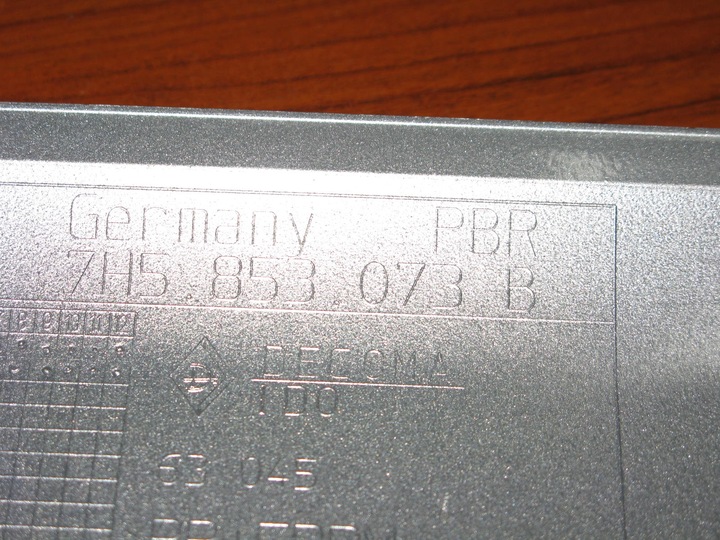 Germany PBR
7H5 853 073 B
DECOMA
IDO
63 045